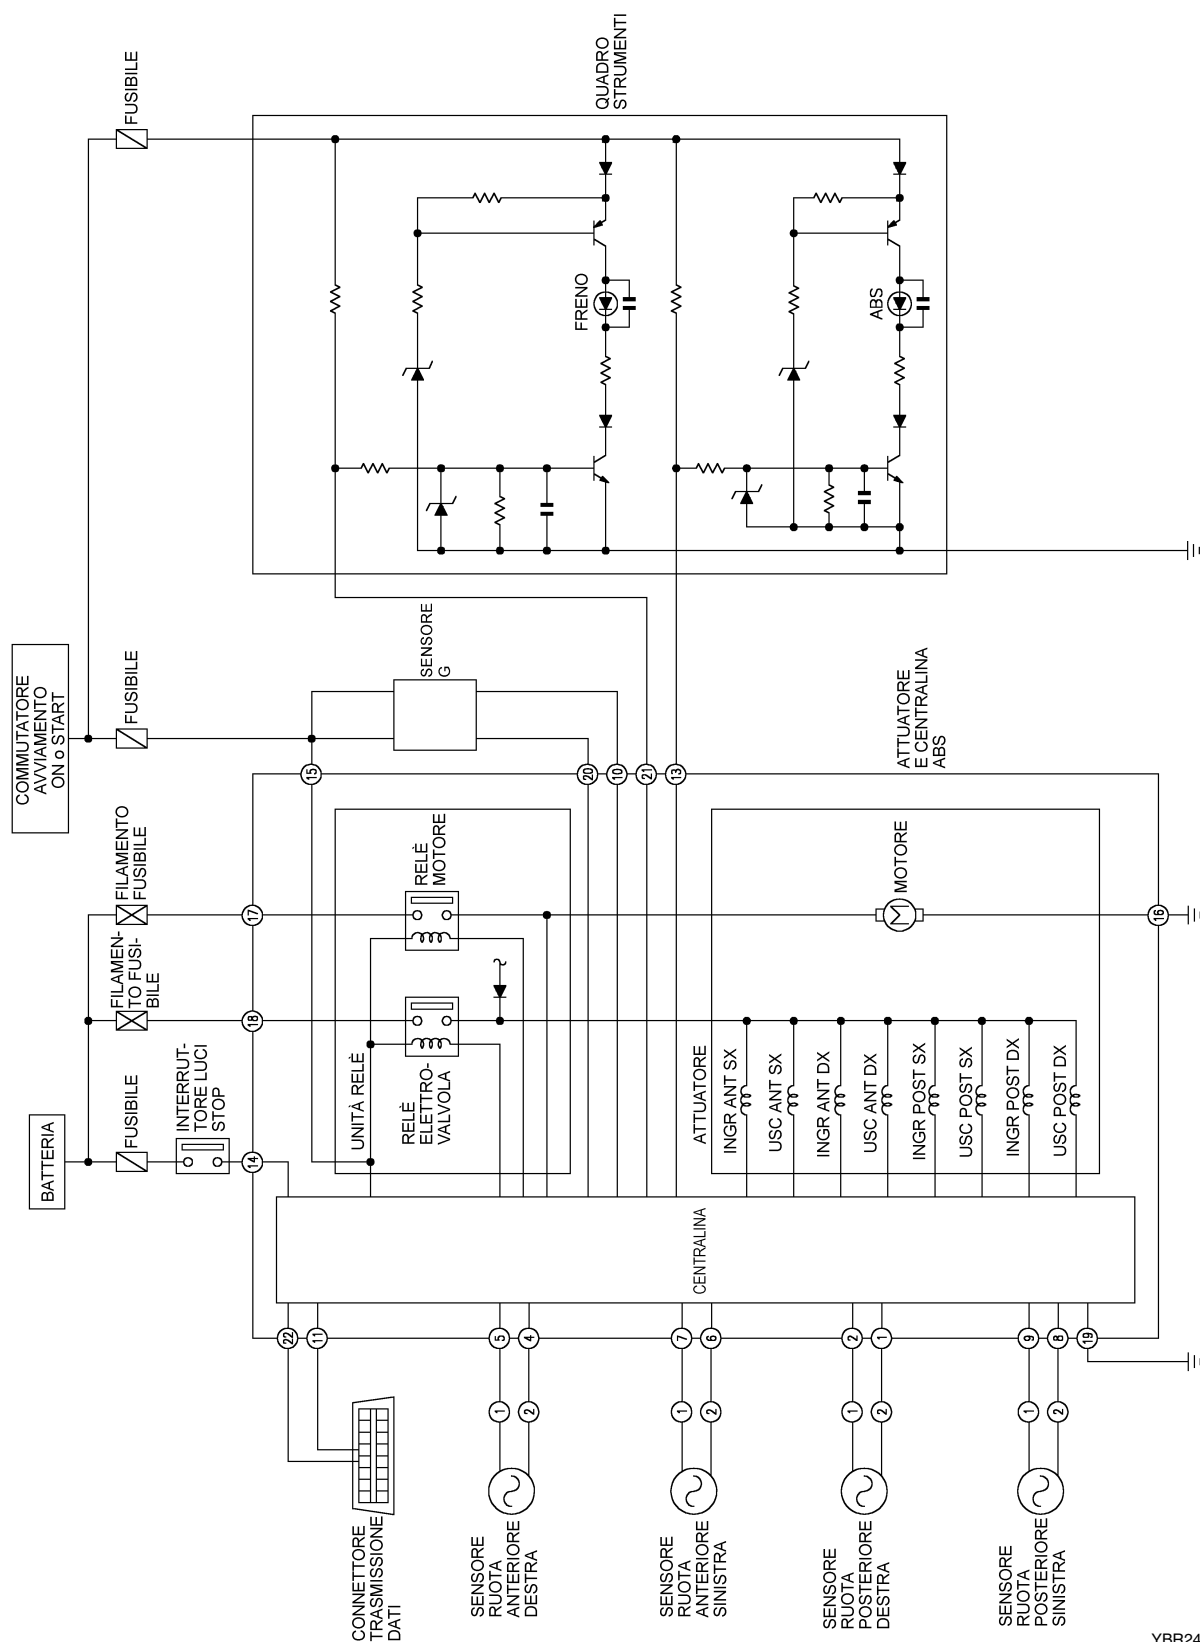 BATTERIA
COMMUTATORE
AVVIAMENTO
ON o START
FUSIBILE
FILAMEN-
TO FUSI-
BILE
FILAMENTO
FUSIBILE
FUSIBILE
FUSIBILE
INTERRUT-
TORE LUCI
STOP
14
18
17
15
SENSORE
G
QUADRO
STRUMENTI
FRENO
ABS
20
10
21
13
UNITÀ RELÈ
RELÈ
ELETTRO-
VALVOLA
RELÈ
MOTORE
ATTUATORE
E CENTRALINA
ABS
ATTUATORE
MOTORE
M
16
INGR ANT SX
USC ANT SX
INGR ANT DX
USC ANT DX
INGR POST SX
USC POST SX
INGR POST DX
USC POST DX
CENTRALINA
22
11
5
4
7
6
2
1
9
8
19
1
2
1
2
1
2
1
2
CONNETTORE
TRASMISSIONE
DATI
SENSORE
RUOTA
ANTERIORE
DESTRA
SENSORE
RUOTA
ANTERIORE
SINISTRA
SENSORE
RUOTA
POSTERIORE
DESTRA
SENSORE
RUOTA
POSTERIORE
SINISTRA
YBR24